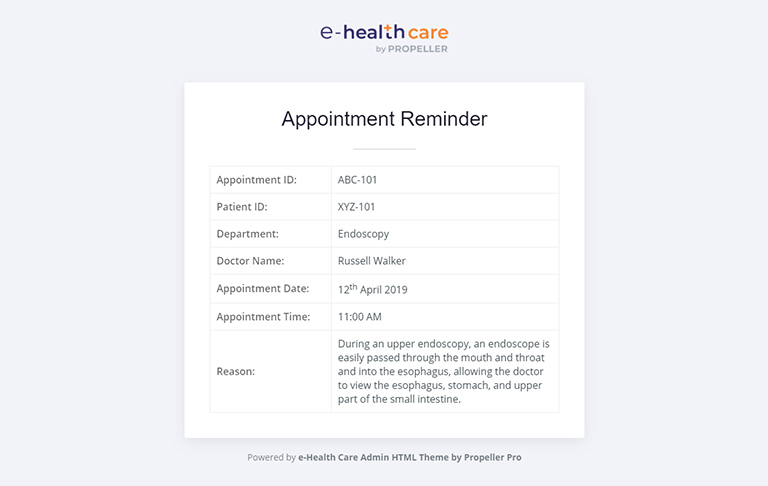 e-health care
by PROPELLER
Appointment Reminder
Appointment ID: ABC-101
Patient ID: XYZ-101
Department: Endoscopy
Doctor Name: Russell Walker
Appointment Date: 12th April 2019
Appointment Time: 11:00 AM
Reason: During an upper endoscopy, an endoscope is
easily passed through the mouth and throat
and into the esophagus, allowing the doctor
to view the esophagus, stomach, and upper
part of the small intestine.
Powered by e-Health Care Admin HTML Theme by Propeller Pro